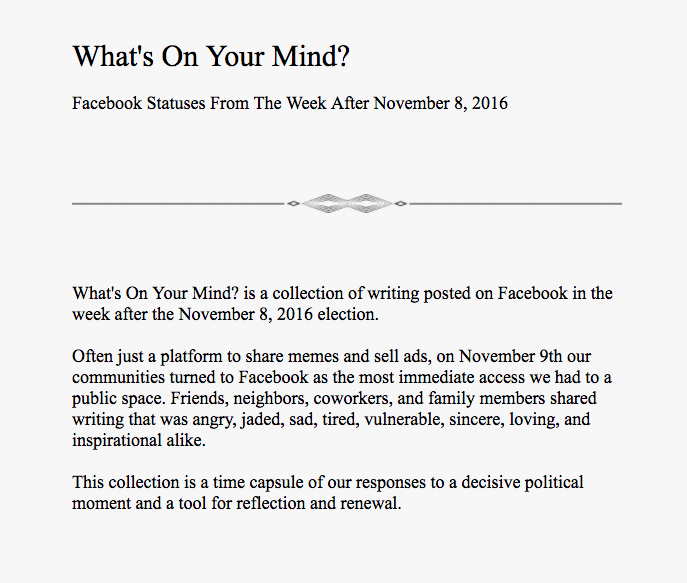 What's On Your Mind?
Facebook Statuses From The Week After November 8, 2016
What's On Your Mind? is a collection of writing posted on Facebook in the
week after the November 8, 2016 election.
Often just a platform to share memes and sell ads, on November 9th our
communities turned to Facebook as the most immediate access we had to a
public space. Friends, neighbors, coworkers, and family members shared
writing that was angry, jaded, sad, tired, vulnerable, sincere, loving, and
inspirational alike.
This collection is a time capsule of our responses to a decisive political
moment and a tool for reflection and renewal.